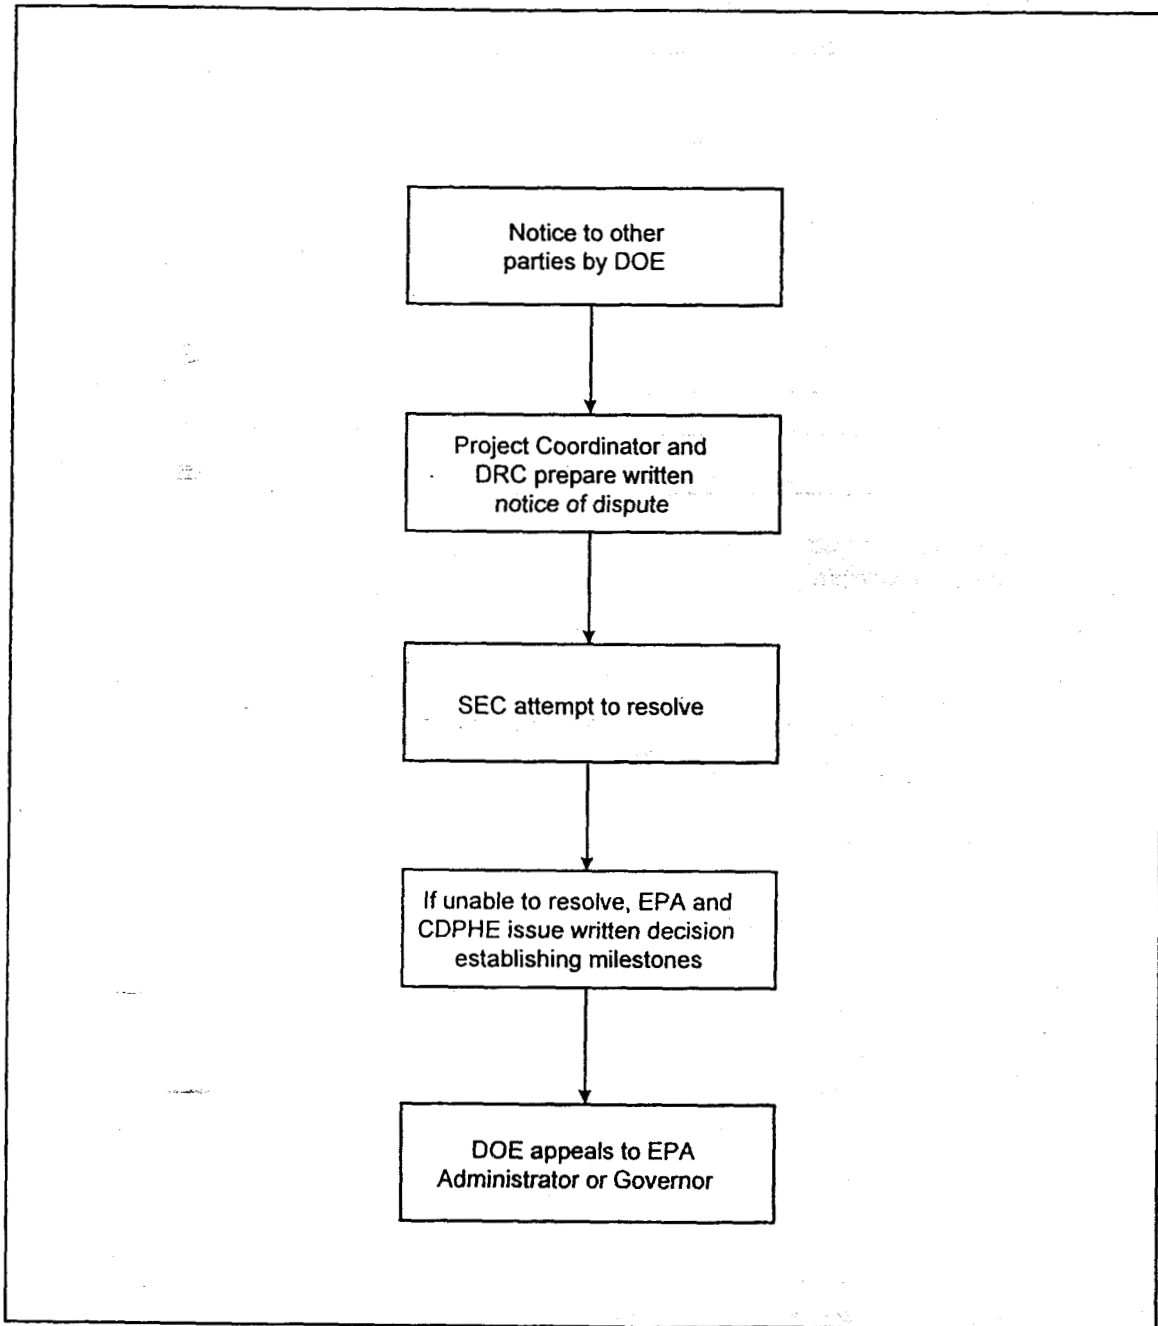 Notice to other
parties by DOE
Project Coordinator and
DRC prepare written
notice of dispute
SEC attempt to resolve
If unable to resolve, EPA and
CDPHE issue written decision
establishing milestones
DOE appeals to EPA
Administrator or Governor